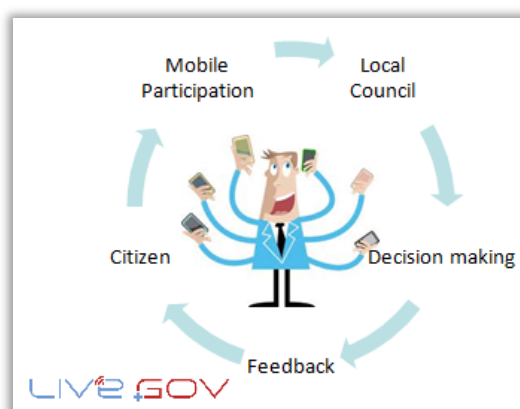 Mobile
Participation
Local
Council
Citizen
Decision making
Feedback
LIVE+GOV